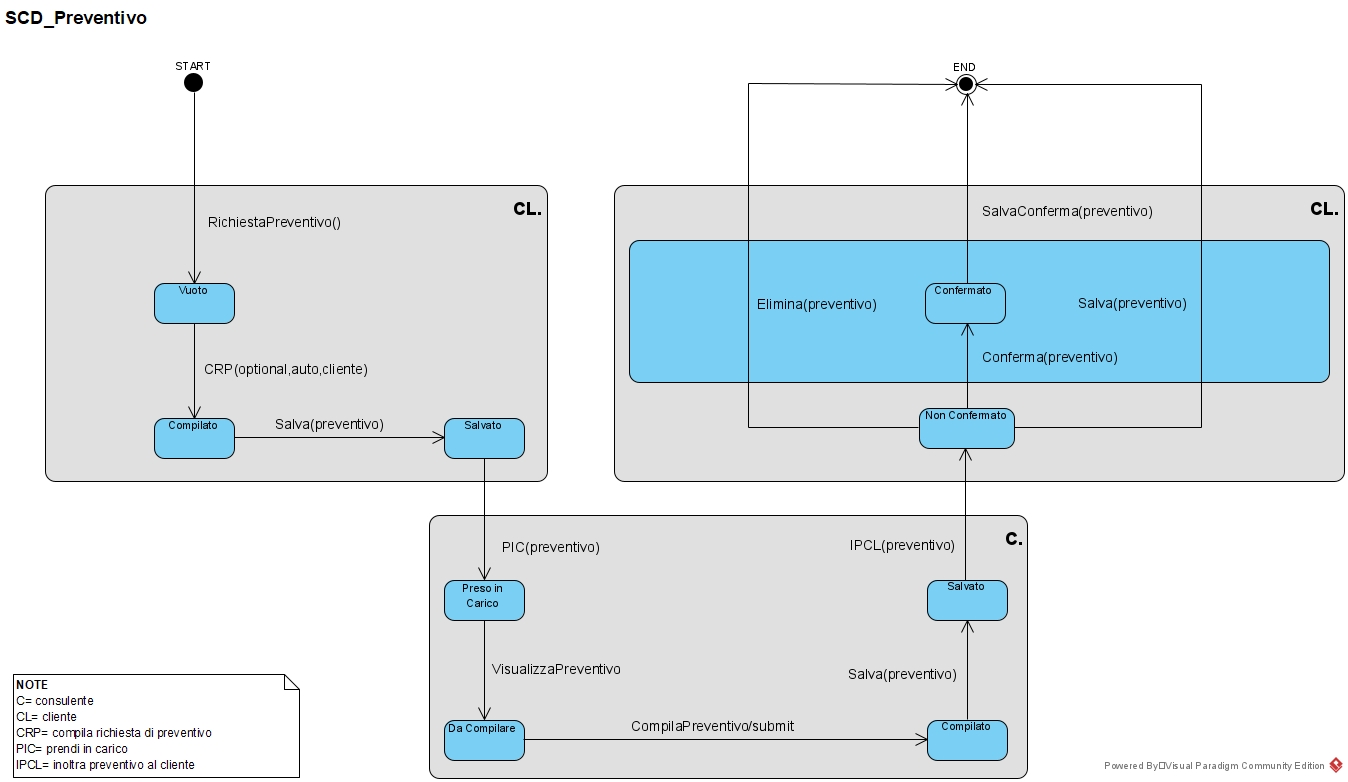 SCD_Preventivo
START
END
CL.
CL.
RichiestaPreventivo()
SalvaConferma(preventivo)
Vuoto
Elimina(preventivo)
Confermato
Salva(preventivo)
CRP(optional,auto,cliente)
Conferma(preventivo)
Compilato
Salva(preventivo)
Salvato
Non Confermato
C.
PIC(preventivo)
IPCL(preventivo)
Preso in
Carico
Salvato
VisualizzaPreventivo
Salva(preventivo)
Da Compilare
CompilaPreventivo/submit
Compilato
NOTE
C= consulente
CL= cliente
CRP= compila richiesta di preventivo
PIC= prendi in carico
IPCL= inoltra preventivo al cliente
Powered By Visual Paradigm Community Edition